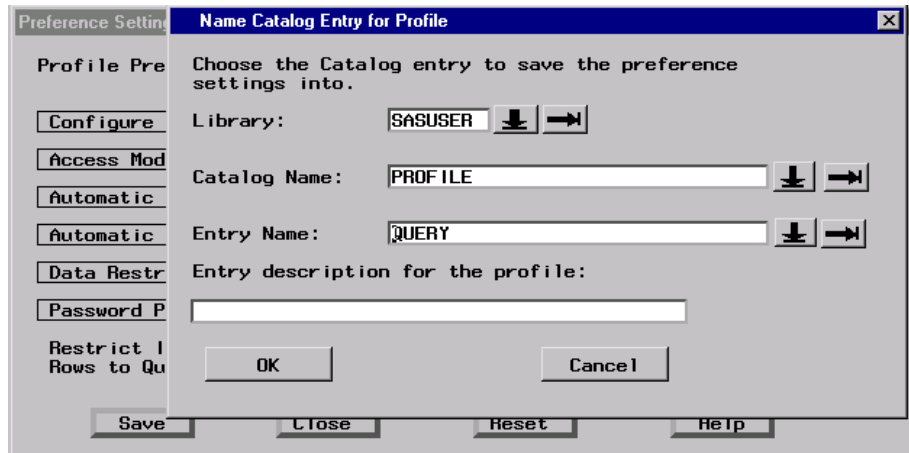 Preference Setting
Name Catalog Entry for Profile
Profile Pre
Choose the Catalog entry to save the preference
settings into.
Configure
Library: SASUSER
Access Mod
Catalog Name: PROFILE
Automatic
Automatic
Entry Name: QUERY
Data Restr
Entry description for the profile:
Password P
Restrict I
Rows to Qu
OK Cancel
Save Close Reset Help